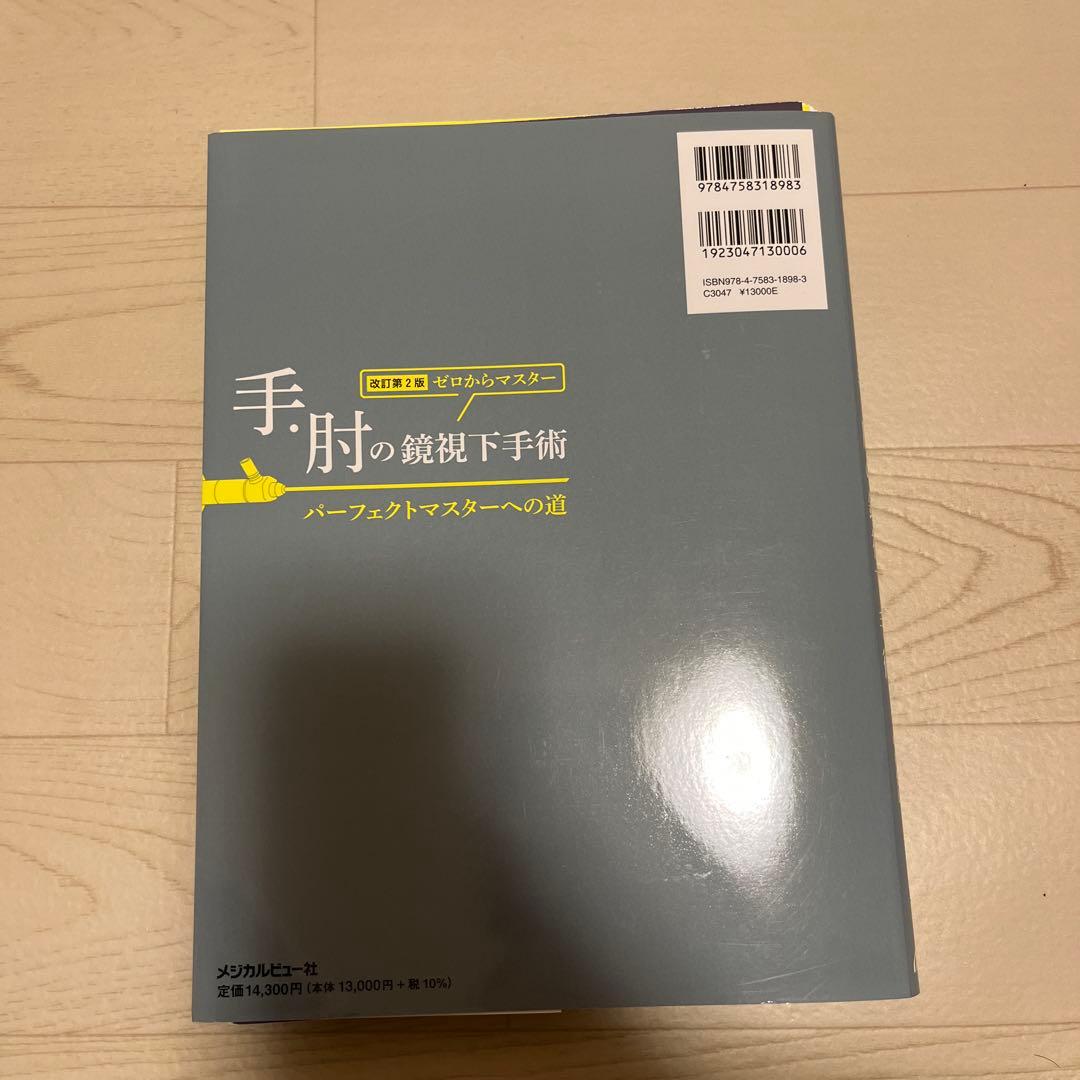 9784758318983
1923047130006
ISBN978-4-7583-1898-3
C3047 ¥13000E
改訂第2版 ゼロからマスター
手・肘の鏡視下手術
パーフェクトマスターへの道
メジカルビュー社
定価14,300円(本体 13,000円+税10%)